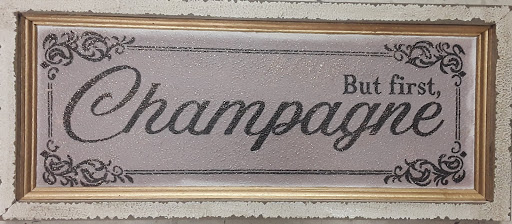 But first,
Champagne